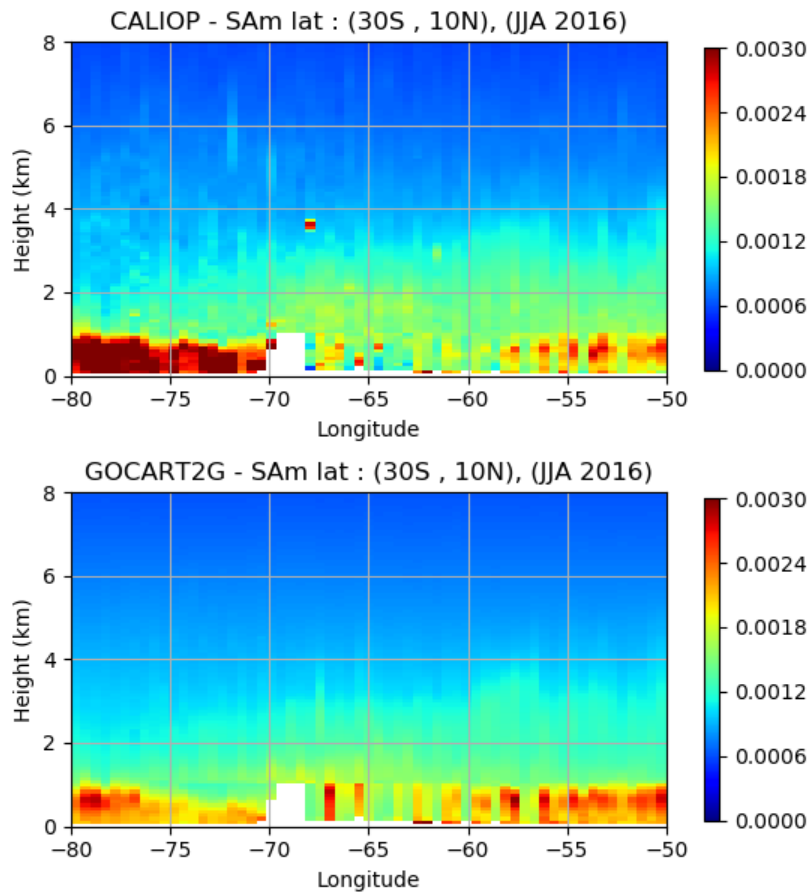 CALIOP - SAm lat : (30S , 10N), (JJA 2016)
8
6
4
2
0
Height (km)
−80 −75 −70 −65 −60 −55 −50
Longitude
0.0030
0.0024
0.0018
0.0012
0.0006
0.0000
GOCART2G - SAm lat : (30S , 10N), (JJA 2016)
8
6
4
2
0
Height (km)
−80 −75 −70 −65 −60 −55 −50
Longitude
0.0030
0.0024
0.0018
0.0012
0.0006
0.0000